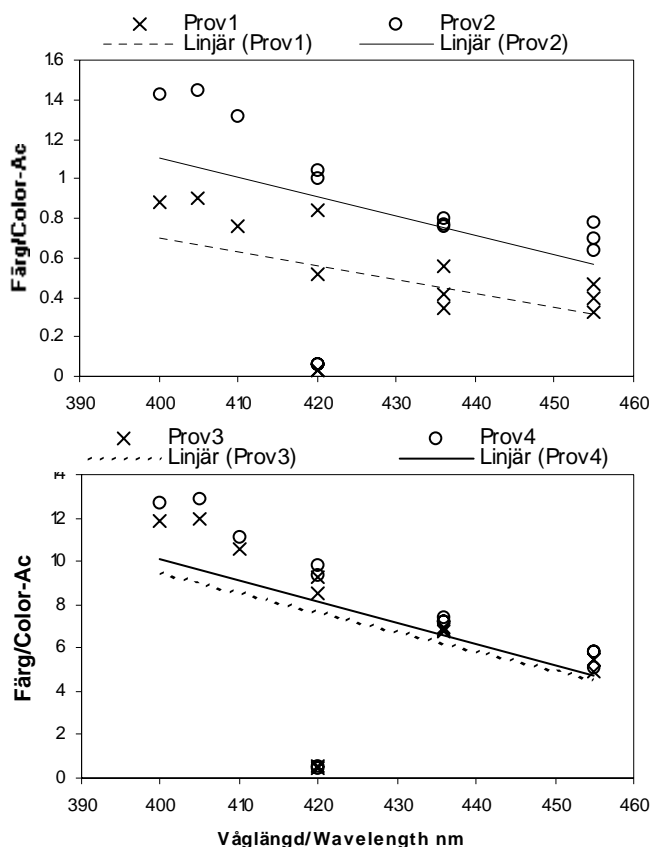 Prov1 Prov2
Linjär (Prov1) Linjär (Prov2)
1.6
1.4
1.2
1
0.8
0.6
0.4
0.2
0
Färg/Color-Ac
390 400 410 420 430 440 450 460
Prov3 Prov4
Linjär (Prov3) Linjär (Prov4)
14
12
10
8
6
4
2
0
Färg/Color-Ac
390 400 410 420 430 440 450 460
Våglängd/Wavelength nm